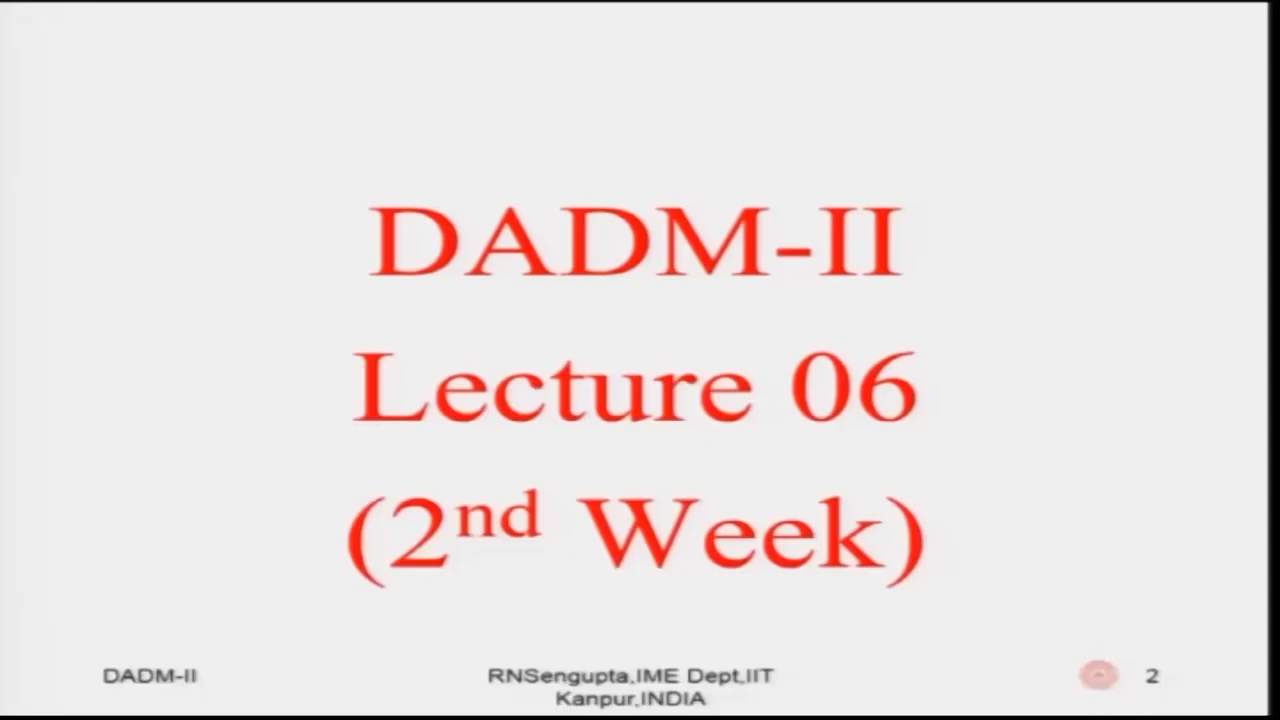 DADM-II
Lecture 06
(2nd Week)
DADM-II
RNSengupta,IME Dept,IIT
Kanpur,INDIA
2